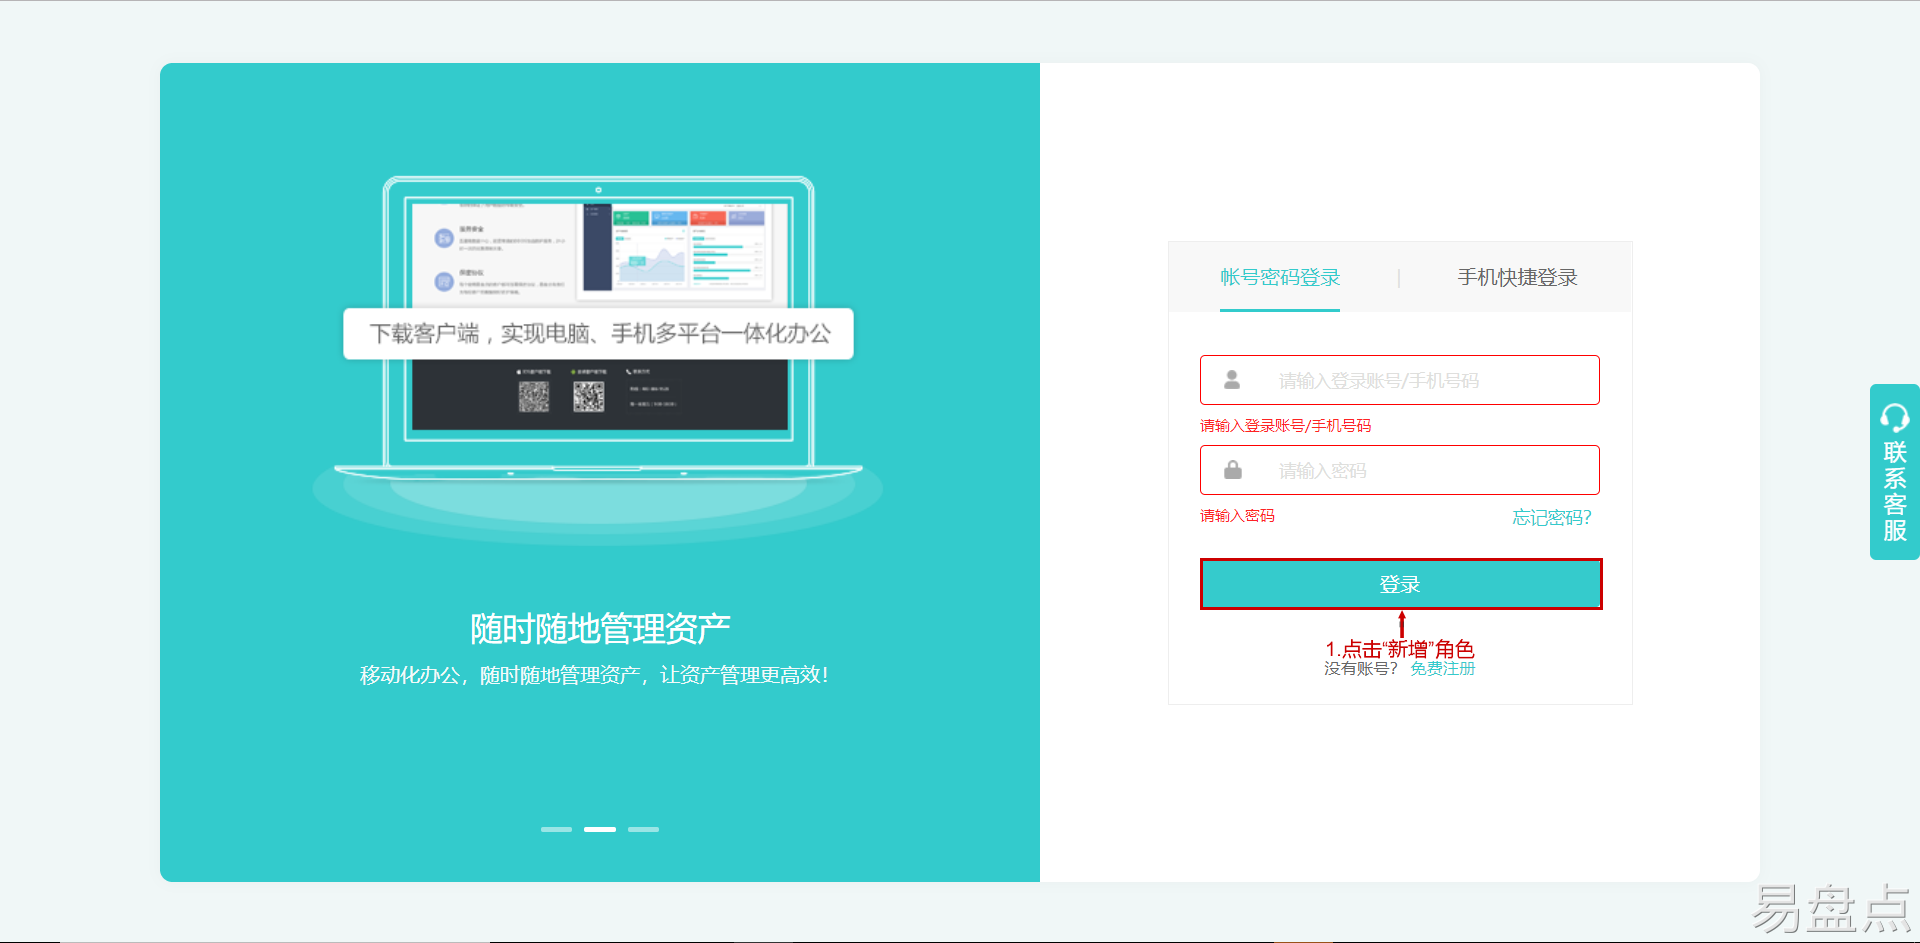 下载客户端，实现电脑、手机多平台一体化办公
随时随地管理资产
移动化办公，随时随地管理资产，让资产管理更高效！
帐号密码登录 | 手机快捷登录
请输入登录账号/手机号码
请输入登录账号/手机号码
请输入密码
请输入密码
忘记密码？
登录
1.点击“新增”角色
没有账号？ 免费注册
联系客服
易盘点